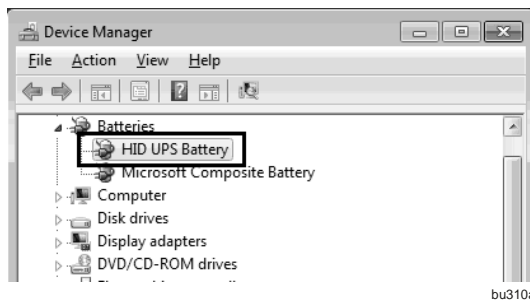 Device Manager
File Action View Help
Batteries
HID UPS Battery
Microsoft Composite Battery
Computer
Disk drives
Display adapters
DVD/CD-ROM drives
bu310a